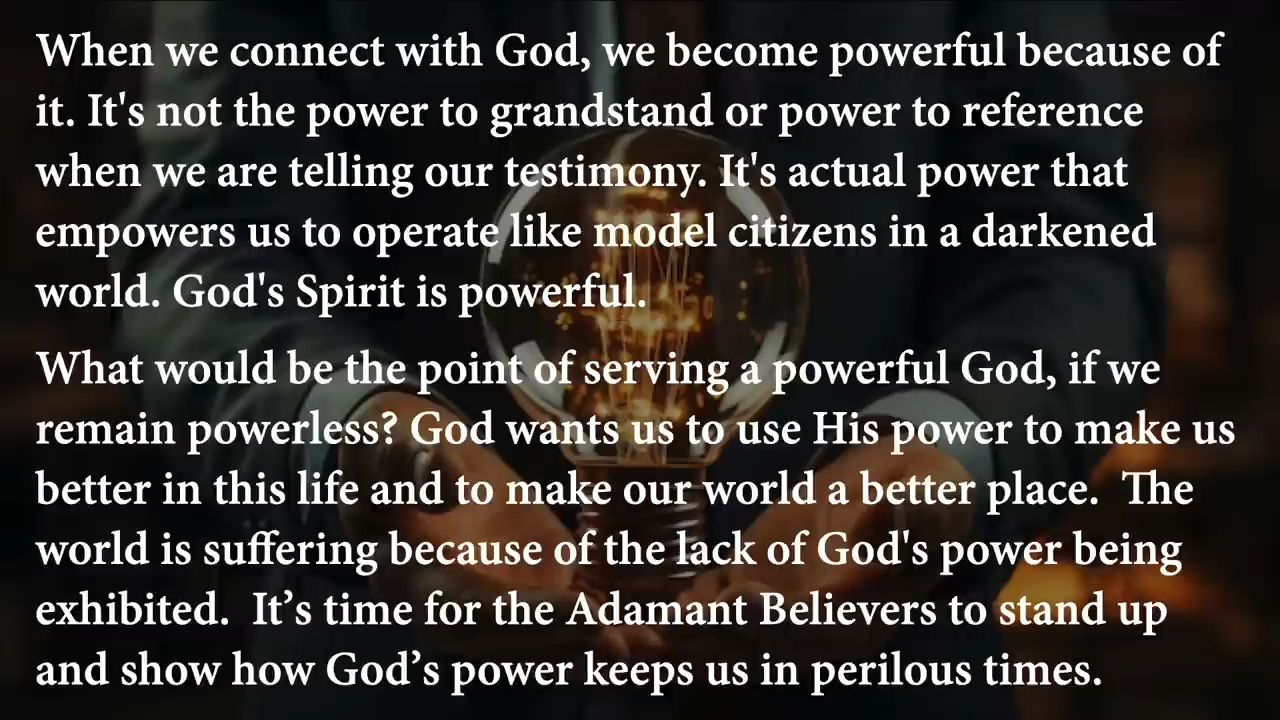 When we connect with God, we become powerful because of
it. It's not the power to grandstand or power to reference
when we are telling our testimony. It's actual power that
empowers us to operate like model citizens in a darkened
world. God's Spirit is powerful.
What would be the point of serving a powerful God, if we
remain powerless? God wants us to use His power to make us
better in this life and to make our world a better place.  The
world is suffering because of the lack of God's power being
exhibited.  It’s time for the Adamant Believers to stand up
and show how God’s power keeps us in perilous times.